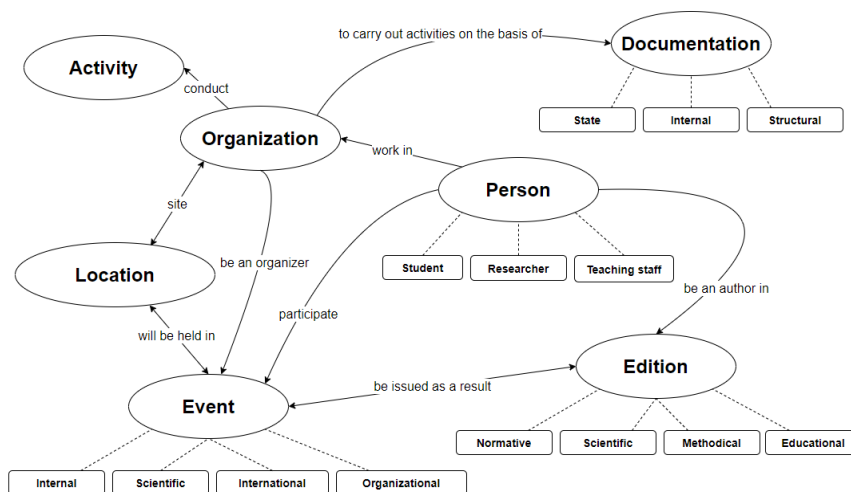 to carry out activities on the basis of
Documentation
Activity
conduct
State
Internal
Structural
Organization
work in
Person
site
Student
Researcher
Teaching staff
be an organizer
Location
be an author in
participate
will be held in
Edition
be issued as a result
Event
Normative
Scientific
Methodical
Educational
Internal
Scientific
International
Organizational